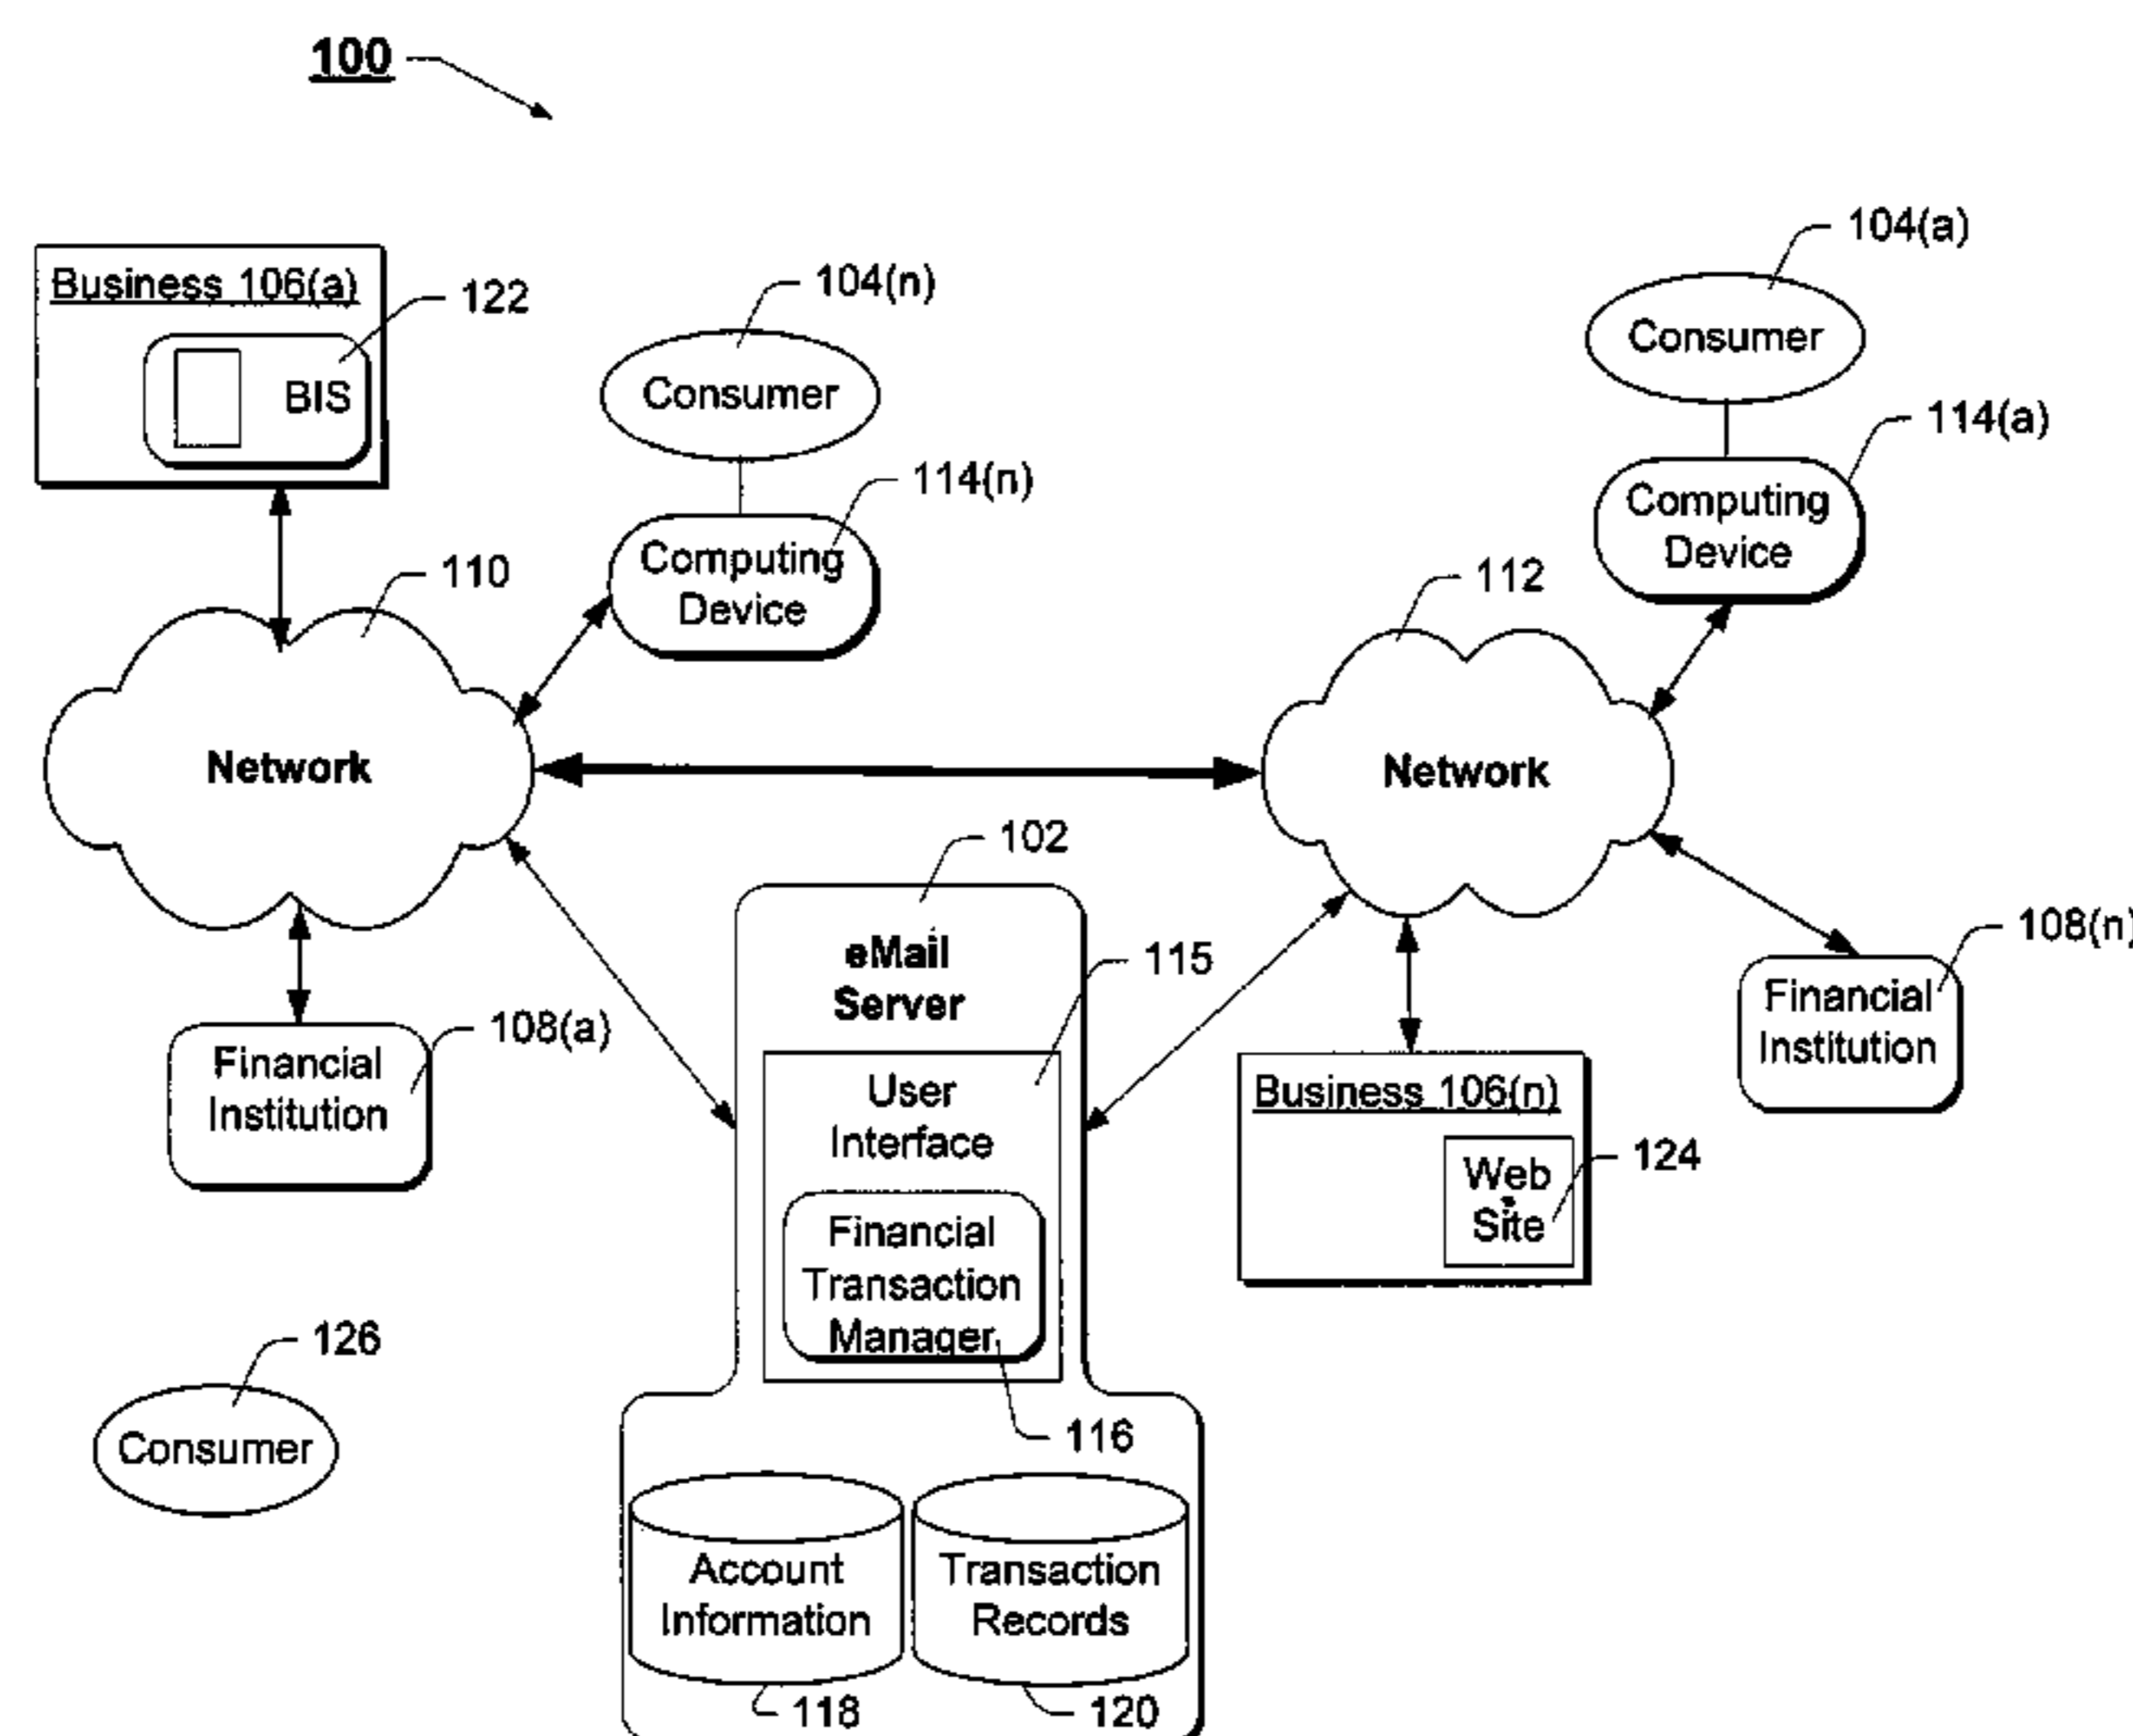 100
104(a)
Business 106(a)
122
104(n)
Consumer
BIS
Consumer
114(a)
114(n)
Computing
Device
Computing
Device
110
112
Network
Network
102
108(n)
eMail
Server
115
Financial
Institution
108(a)
Financial
Institution
User
Interface
Business 106(n)
Web
Site
124
Financial
Transaction
Manager
126
116
Consumer
Account
Information
Transaction
Records
118
120